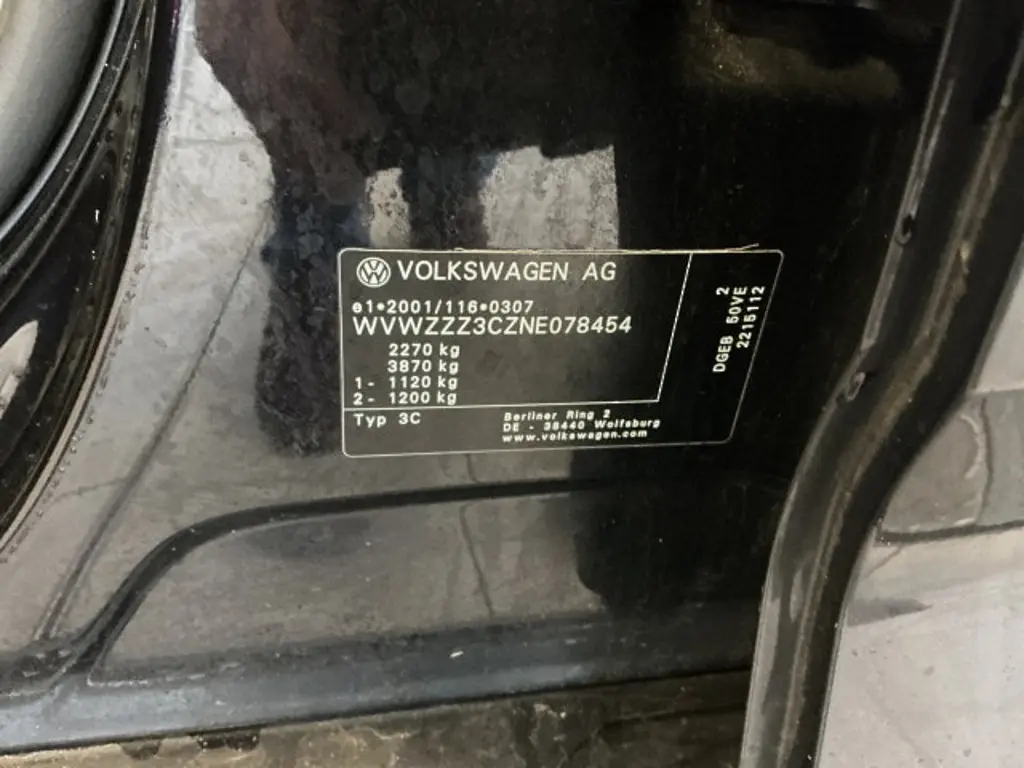 VOLKSWAGEN AG
e1*2001/116*0307
WVWZZZ3CZNE078454
2270 kg
3870 kg
1- 1120 kg
2- 1200 kg
Typ 3C
Berliner Ring 2
DE - 38440 Wolfsburg
www.volkswagen.com
2
DGEB 50VE
2215112